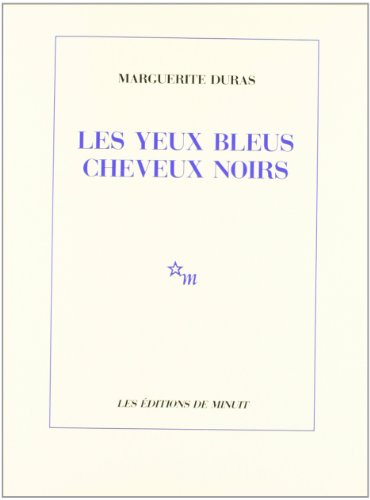 MARGUERITE DURAS
LES YEUX BLEUS
CHEVEUX NOIRS
m
LES ÉDITIONS DE MINUIT